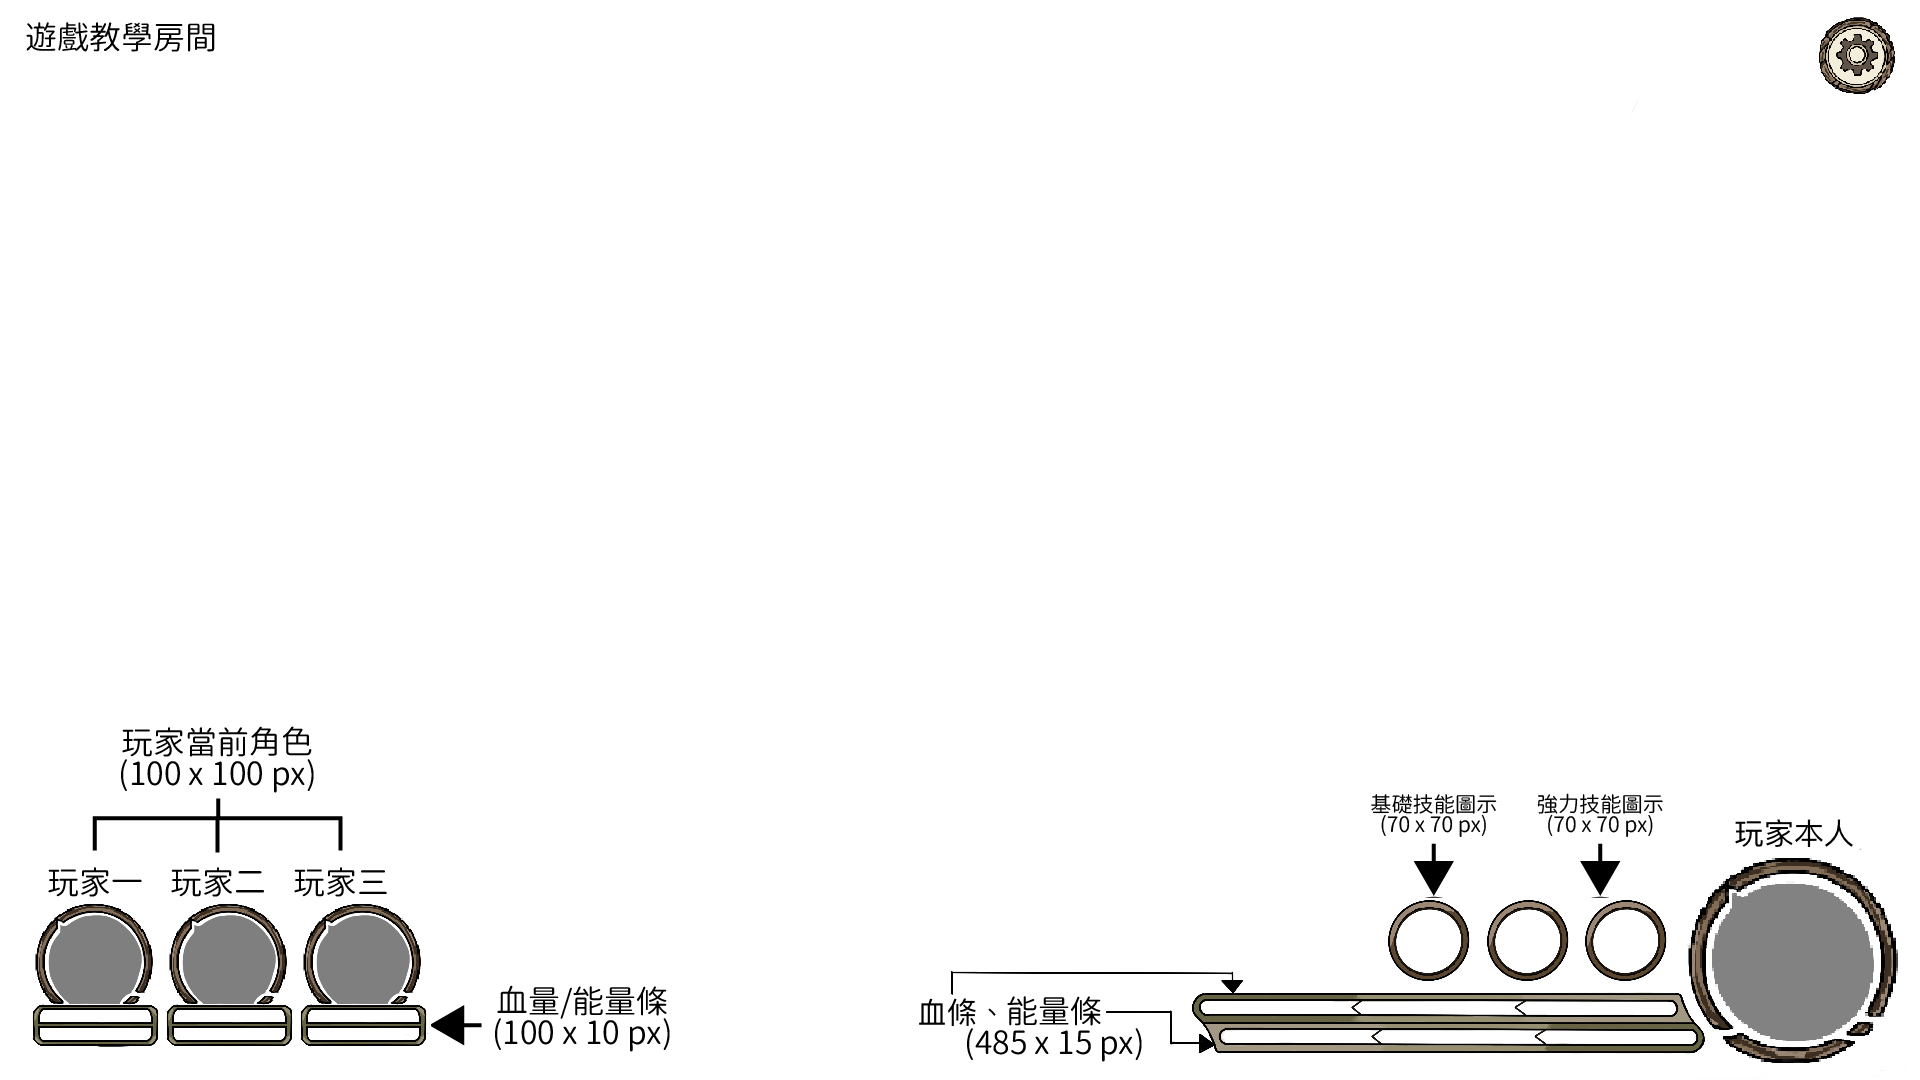 遊戲教學房間
玩家當前角色
(100 x 100 px)
玩家一
玩家二
玩家三
血量/能量條
(100 x 10 px)
基礎技能圖示
(70 x 70 px)
強力技能圖示
(70 x 70 px)
玩家本人
血條、能量條
(485 x 15 px)